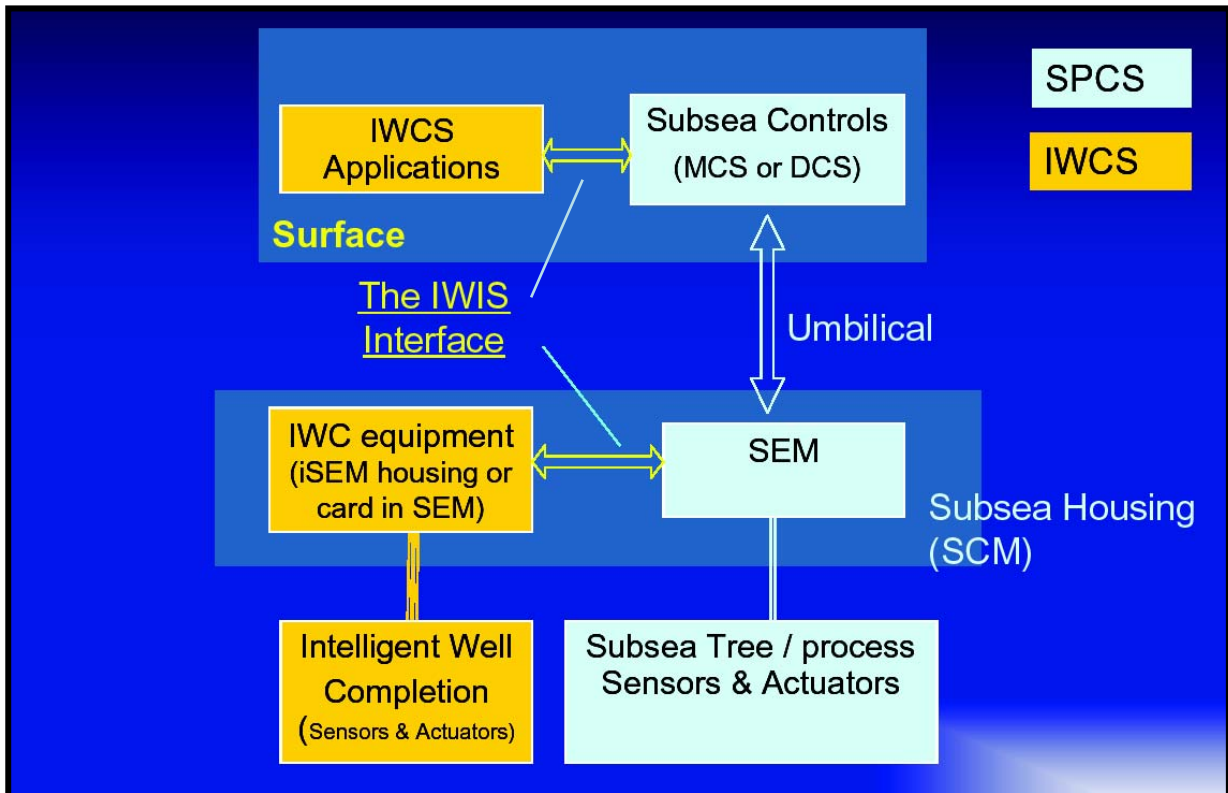 SPCS
IWCS
IWCS
Applications
Subsea Controls
(MCS or DCS)
Surface
The IWIS
Interface
Umbilical
IWC equipment
(iSEM housing or
card in SEM)
SEM
Subsea Housing
(SCM)
Intelligent Well
Completion
(Sensors & Actuators)
Subsea Tree / process
Sensors & Actuators